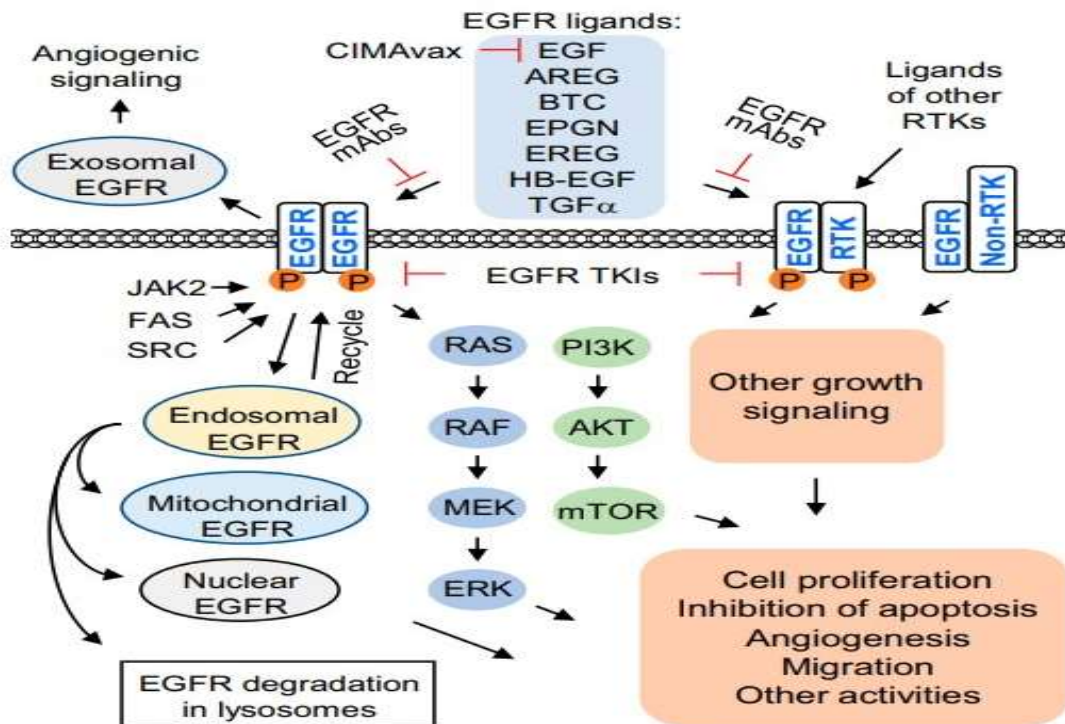 EGFR ligands:
CIMAvax
EGF
AREG
BTC
EPGN
EREG
HB-EGF
TGFα
Angiogenic
signaling
Exosomal
EGFR
EGFR
mAbs
EGFR
mAbs
Ligands
of other
RTKs
EGFR
EGFR
P
P
EGFR TKIs
EGFR
RTK
P
P
EGFR
Non-RTK
JAK2
FAS
SRC
Recycle
Endosomal
EGFR
Mitochondrial
EGFR
Nuclear
EGFR
EGFR degradation
in lysosomes
RAS
RAF
MEK
ERK
PI3K
AKT
mTOR
Other growth
signaling
Cell proliferation
Inhibition of apoptosis
Angiogenesis
Migration
Other activities